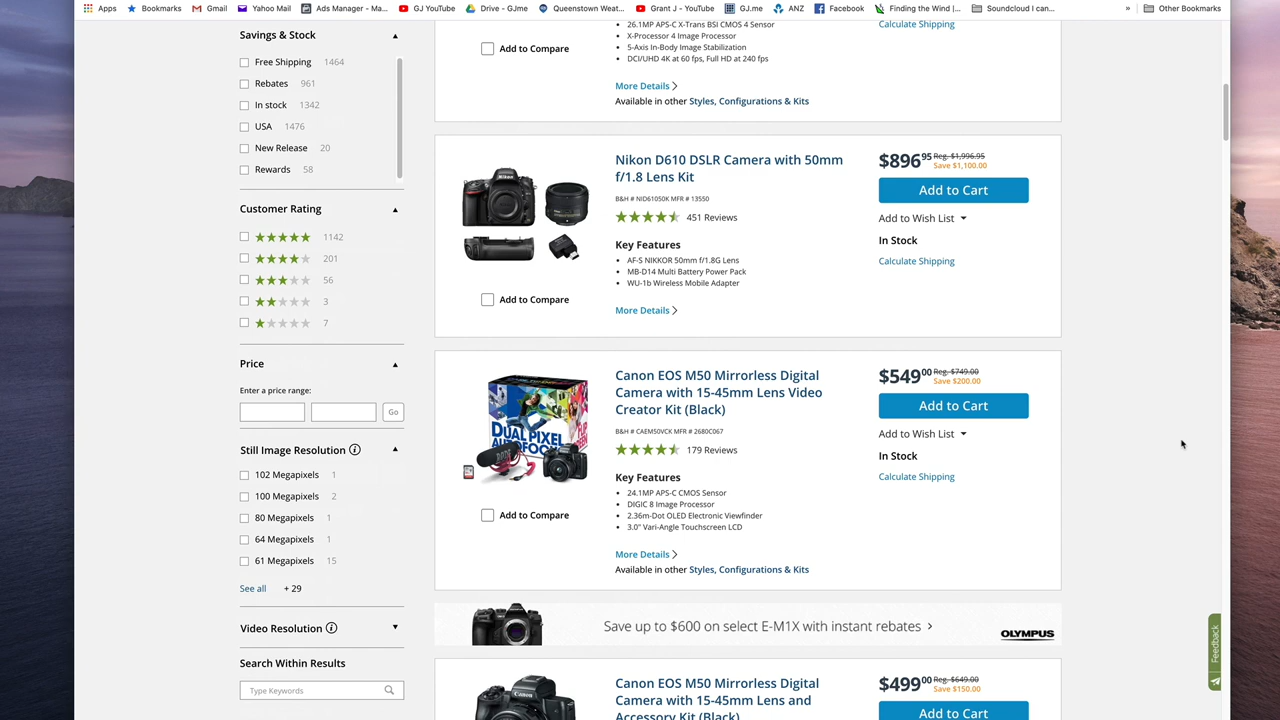 Apps
Bookmarks
Gmail
Yahoo Mail
Ads Manager - Ma...
GJ YouTube
Drive - GJme
Queenstown Weat...
Grant J - YouTube
GJ.me
ANZ
Facebook
Finding the Wind |...
Soundcloud I can...
»
Other Bookmarks
Savings & Stock
Free Shipping 1464
Rebates 961
In stock 1342
USA 1476
New Release 20
Rewards 58
Customer Rating
1142
201
56
3
7
Price
Enter a price range:
Go
Still Image Resolution
102 Megapixels 1
100 Megapixels 2
80 Megapixels 1
64 Megapixels 1
61 Megapixels 15
See all + 29
Video Resolution
Search Within Results
Type Keywords
26.1MP APS-C X-Trans BSI CMOS 4 Sensor
X-Processor 4 Image Processor
5-Axis In-Body Image Stabilization
DCI/UHD 4K at 60 fps, Full HD at 240 fps
Add to Compare
More Details
Available in other Styles, Configurations & Kits
Calculate Shipping
Nikon D610 DSLR Camera with 50mm
f/1.8 Lens Kit
B&H # NID61050K MFR # 13550
451 Reviews
Key Features
AF-S NIKKOR 50mm f/1.8G Lens
MB-D14 Multi Battery Power Pack
WU-1b Wireless Mobile Adapter
Add to Compare
More Details
$896.95 Reg. $1,996.95
Save $1,100.00
Add to Cart
Add to Wish List
In Stock
Calculate Shipping
Canon EOS M50 Mirrorless Digital
Camera with 15-45mm Lens Video
Creator Kit (Black)
B&H # CAEM50VCK MFR # 2680C067
179 Reviews
Key Features
24.1MP APS-C CMOS Sensor
DIGIC 8 Image Processor
2.36m-Dot OLED Electronic Viewfinder
3.0" Vari-Angle Touchscreen LCD
DUAL PIXEL
AUTOFOCUS
Add to Compare
More Details
Available in other Styles, Configurations & Kits
$549.00 Reg. $749.00
Save $200.00
Add to Cart
Add to Wish List
In Stock
Calculate Shipping
Save up to $600 on select E-M1X with instant rebates
OLYMPUS
Canon EOS M50 Mirrorless Digital
Camera with 15-45mm Lens and
Accessory Kit (Black)
Canon
$499.00 Reg. $649.00
Save $150.00
Add to Cart
Feedback